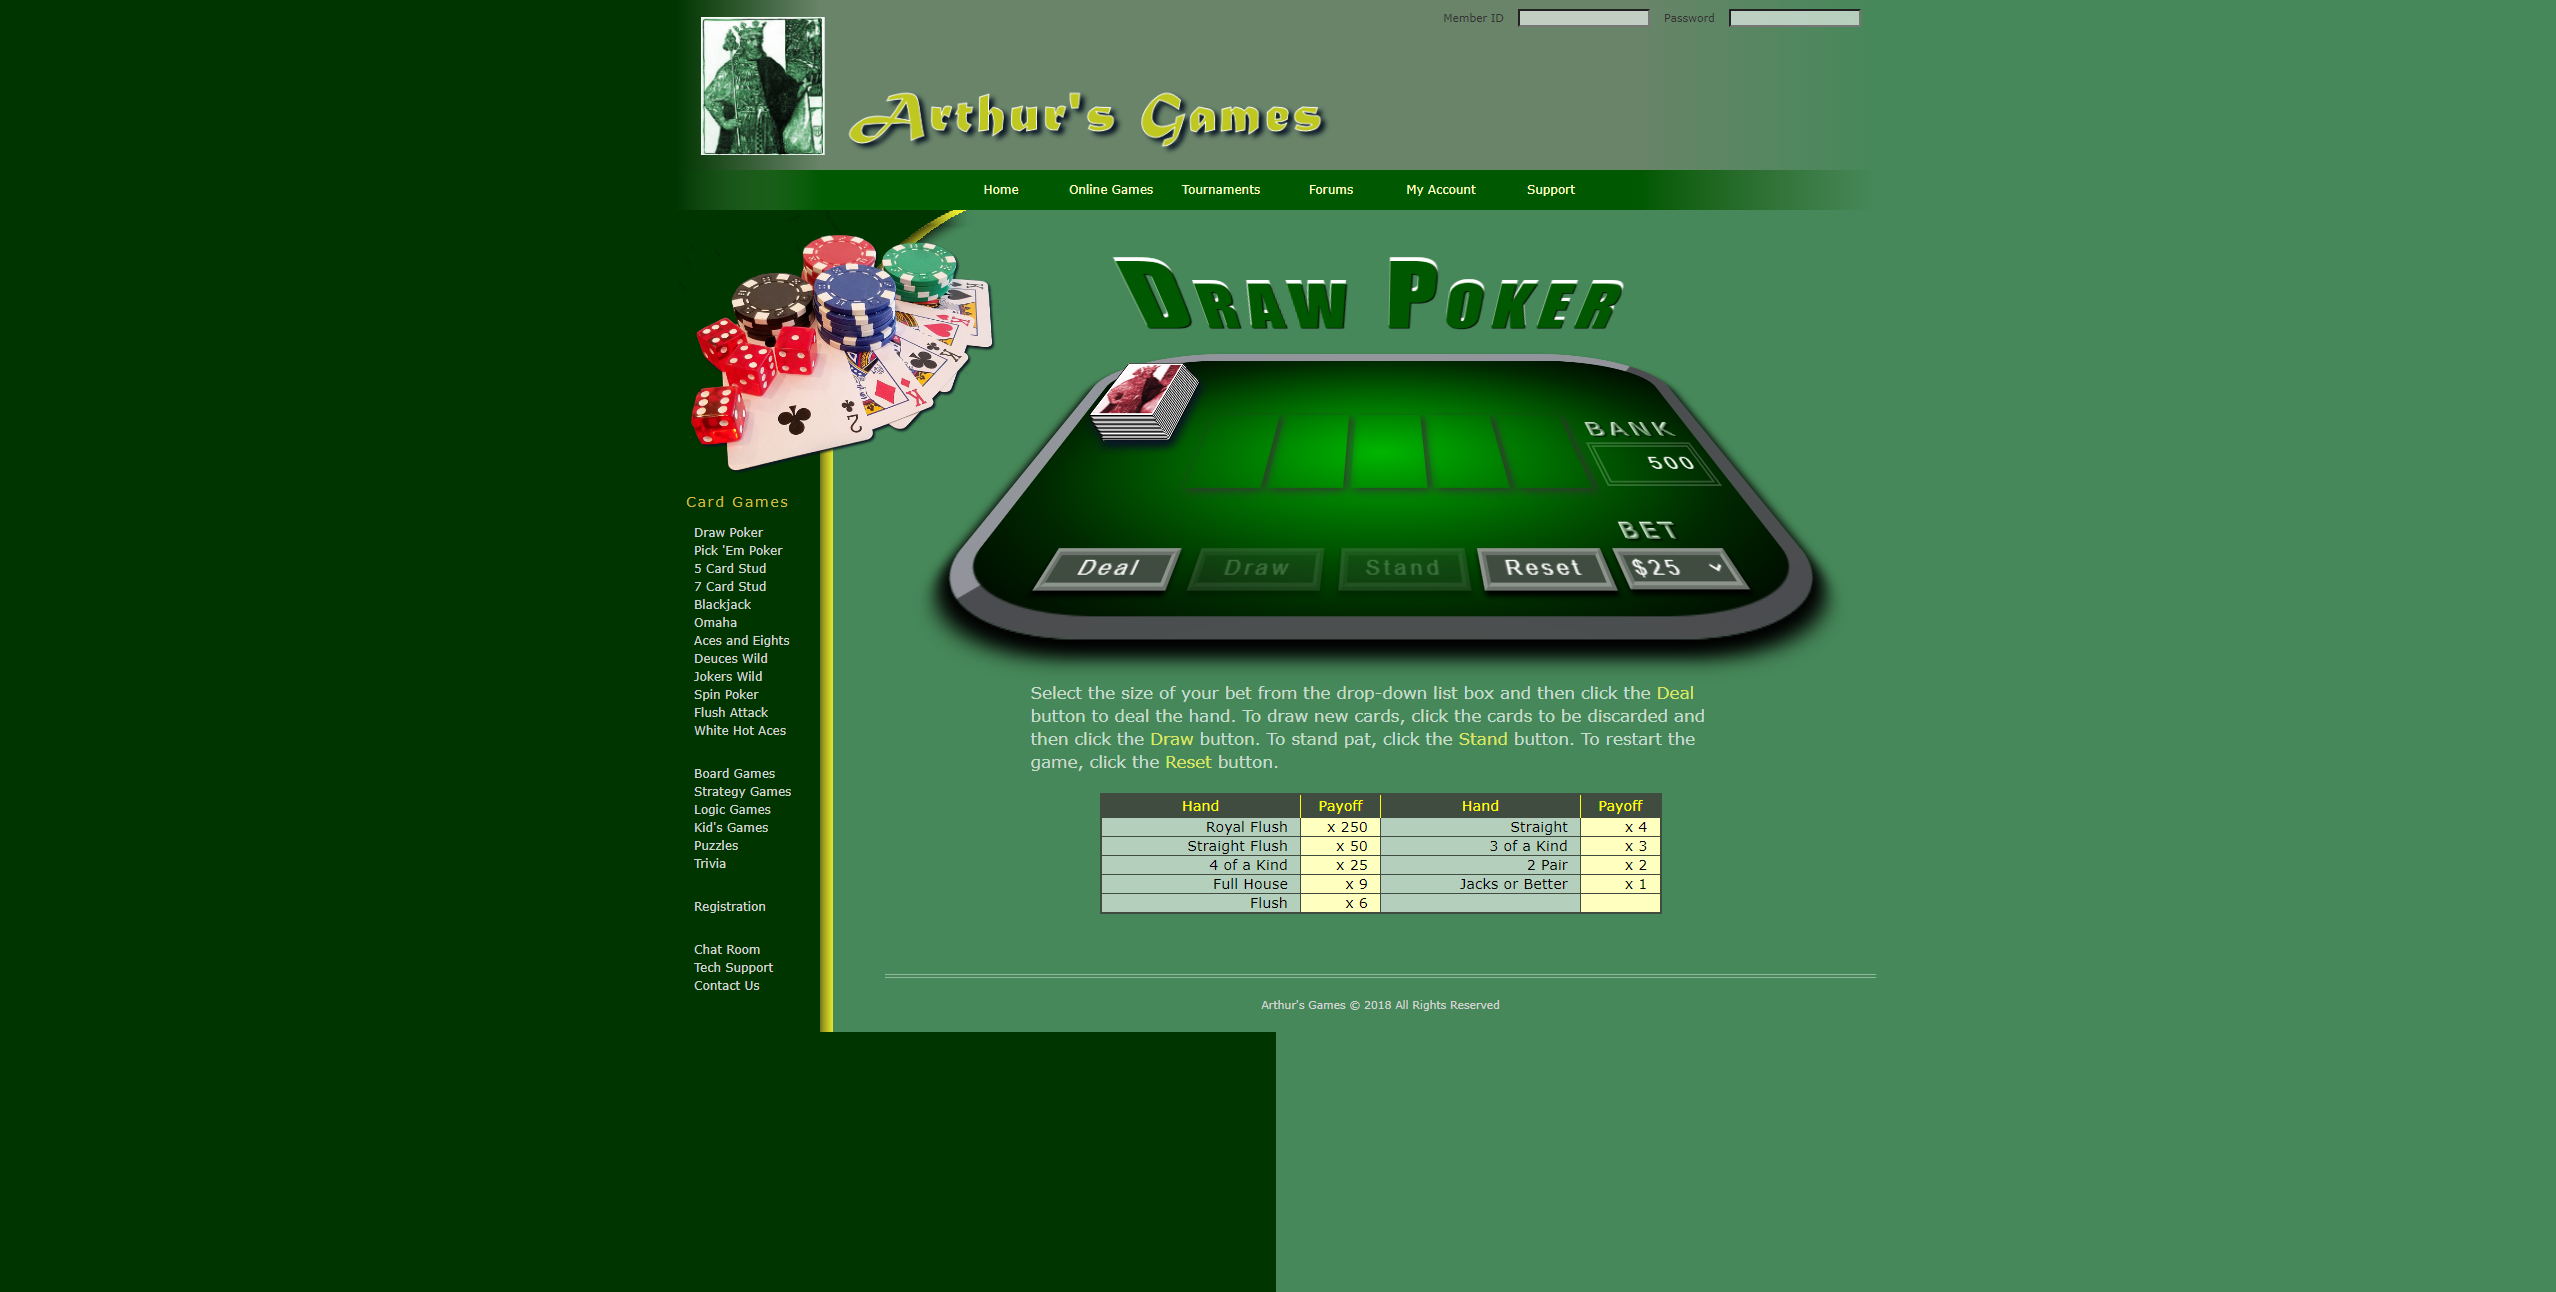 Member ID Password
Arthur's Games
Home Online Games Tournaments Forums My Account Support
Draw Poker
BANK
500
BET
Deal Draw Stand Reset $25
Card Games
Draw Poker
Pick 'Em Poker
5 Card Stud
7 Card Stud
Blackjack
Omaha
Aces and Eights
Deuces Wild
Jokers Wild
Spin Poker
Flush Attack
White Hot Aces
Board Games
Strategy Games
Logic Games
Kid's Games
Puzzles
Trivia
Registration
Chat Room
Tech Support
Contact Us
Select the size of your bet from the drop-down list box and then click the Deal
button to deal the hand. To draw new cards, click the cards to be discarded and
then click the Draw button. To stand pat, click the Stand button. To restart the
game, click the Reset button.
Hand Payoff Hand Payoff
Royal Flush x 250 Straight x 4
Straight Flush x 50 3 of a Kind x 3
4 of a Kind x 25 2 Pair x 2
Full House x 9 Jacks or Better x 1
Flush x 6
Arthur's Games © 2018 All Rights Reserved